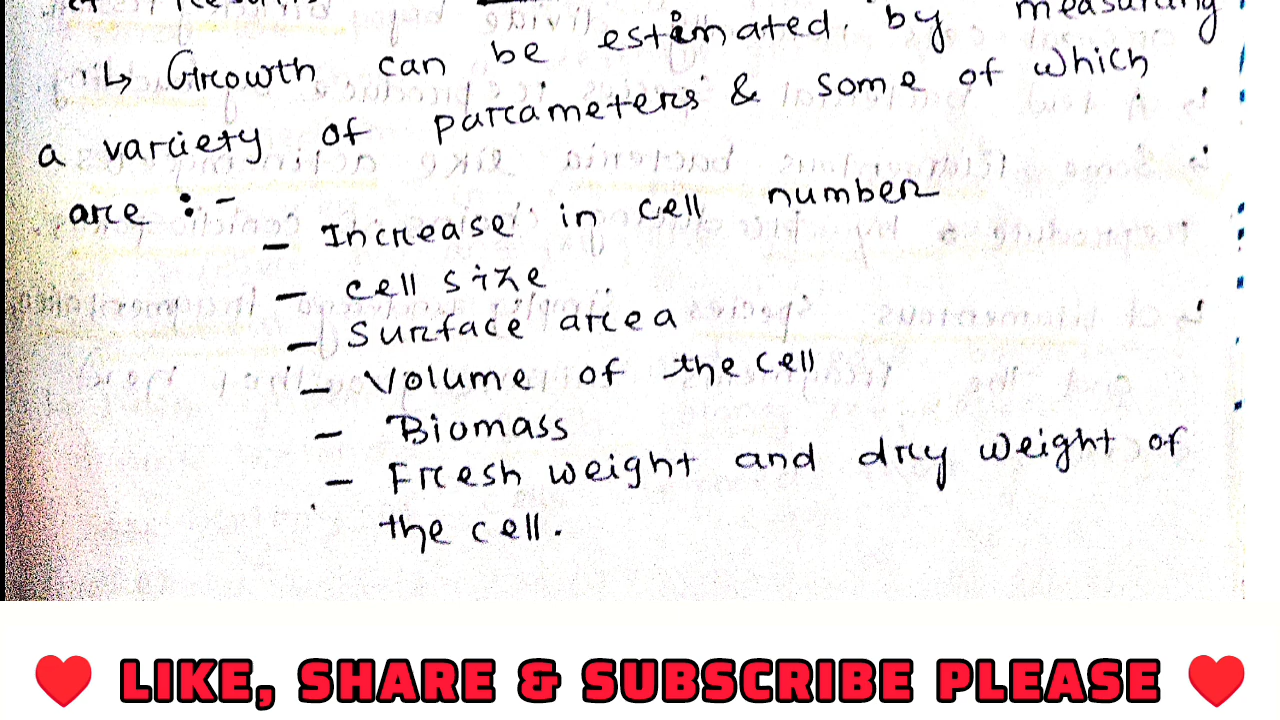 ↳ Growth can be estimated by measuring
a variety of parameters & some of which
are :-
- Increase in cell number
- cell size
- Surface area
- Volume of the cell
- Biomass
- Fresh weight and dry weight of
the cell.
❤ LIKE, SHARE & SUBSCRIBE PLEASE ❤